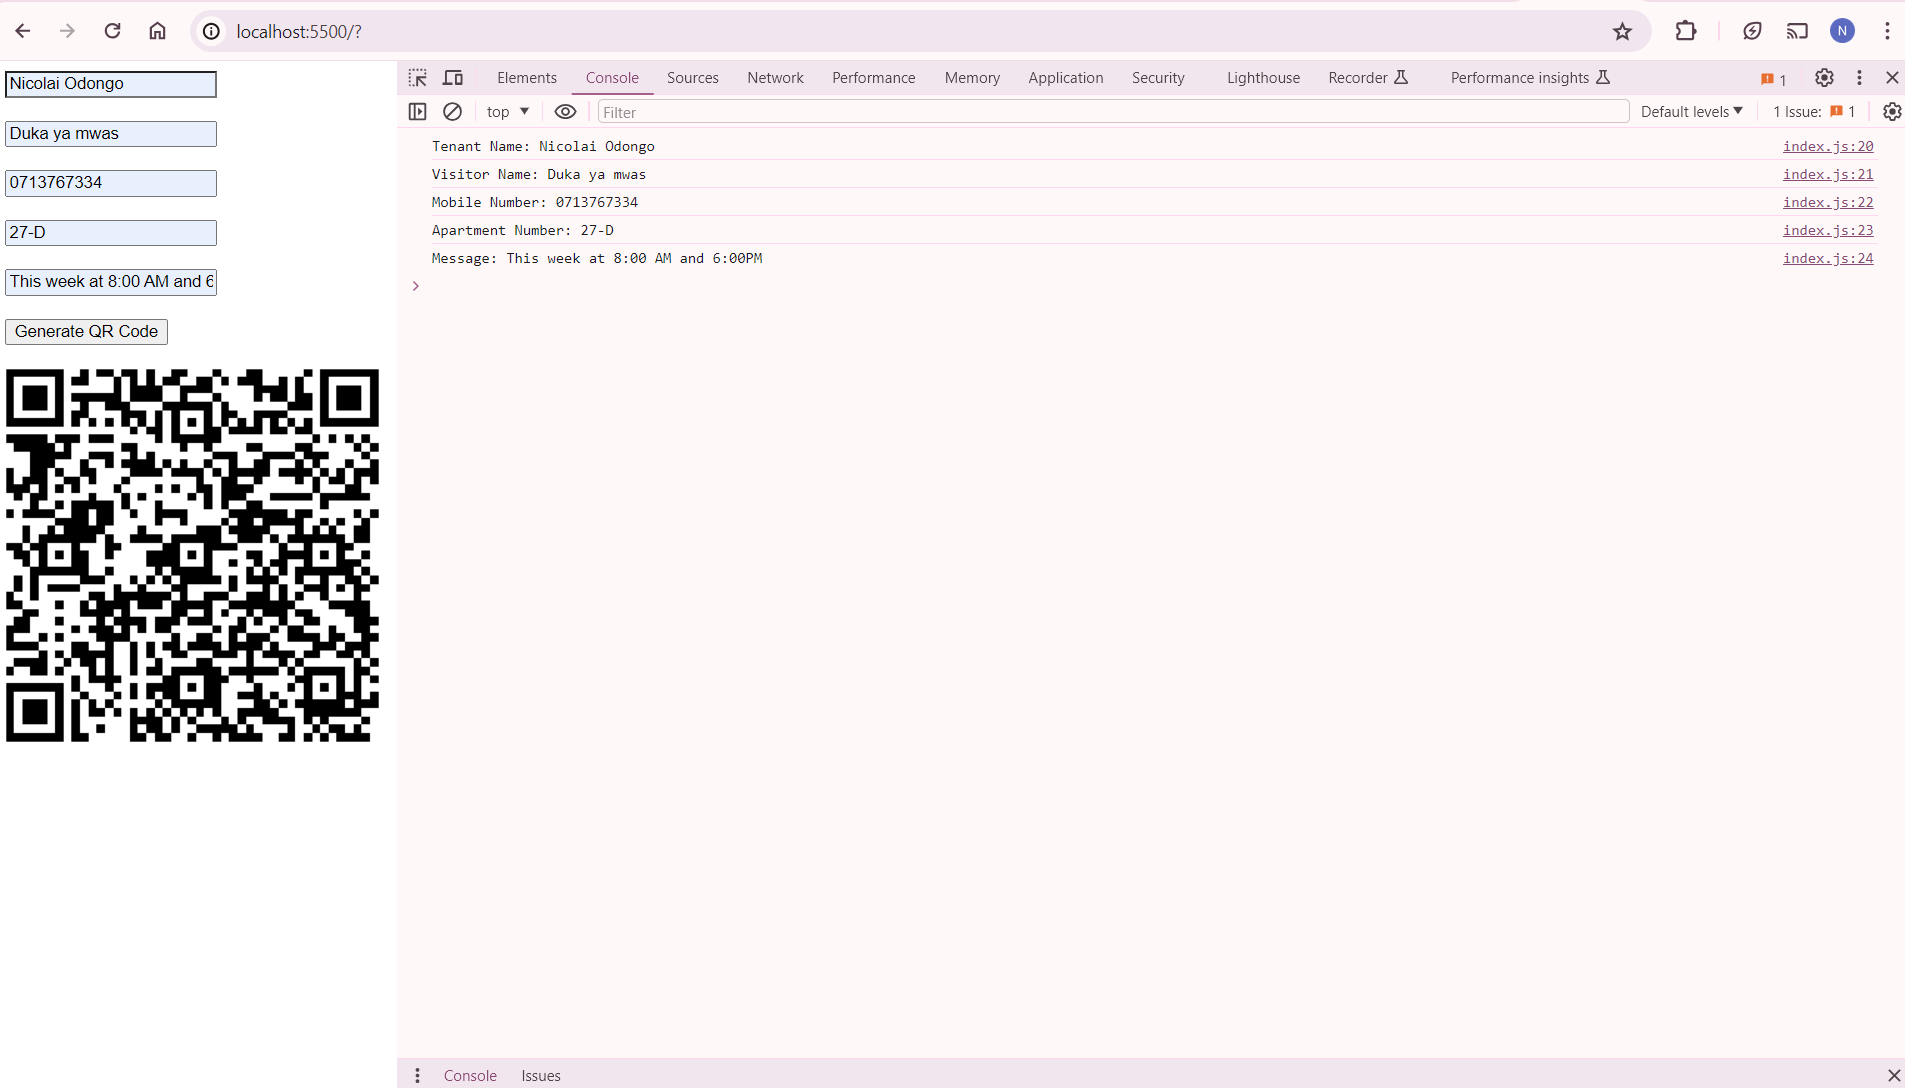 localhost:5500/?
N
Nicolai Odongo
Duka ya mwas
0713767334
27-D
This week at 8:00 AM and 6
Generate QR Code
Elements Console Sources Network Performance Memory Application Security Lighthouse Recorder Performance insights 1
top Filter Default levels 1 Issue: 1
Tenant Name: Nicolai Odongo index.js:20
Visitor Name: Duka ya mwas index.js:21
Mobile Number: 0713767334 index.js:22
Apartment Number: 27-D index.js:23
Message: This week at 8:00 AM and 6:00PM index.js:24
Console Issues